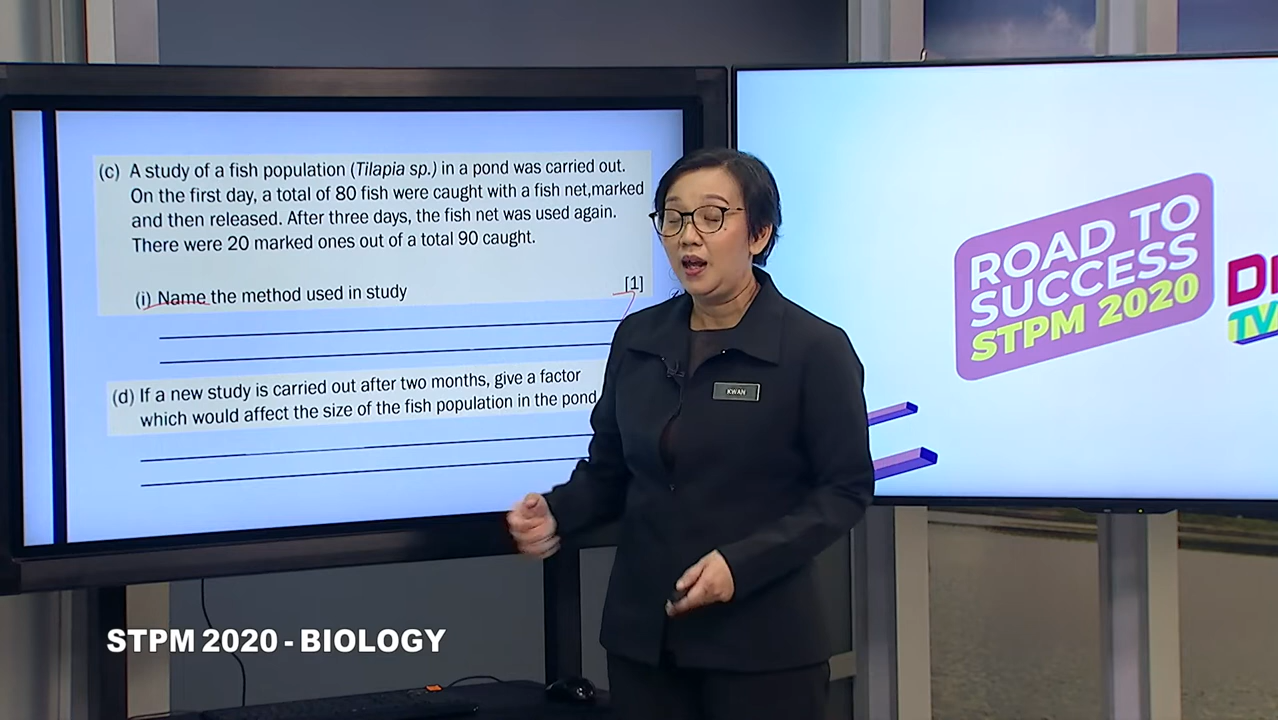 (c) A study of a fish population (Tilapia sp.) in a pond was carried out.
On the first day, a total of 80 fish were caught with a fish net,marked
and then released. After three days, the fish net was used again.
There were 20 marked ones out of a total 90 caught.
(i) Name the method used in study [1]
(d) If a new study is carried out after two months, give a factor
which would affect the size of the fish population in the pond
KWAN
ROAD TO
SUCCESS
STPM 2020
TV
STPM 2020 - BIOLOGY